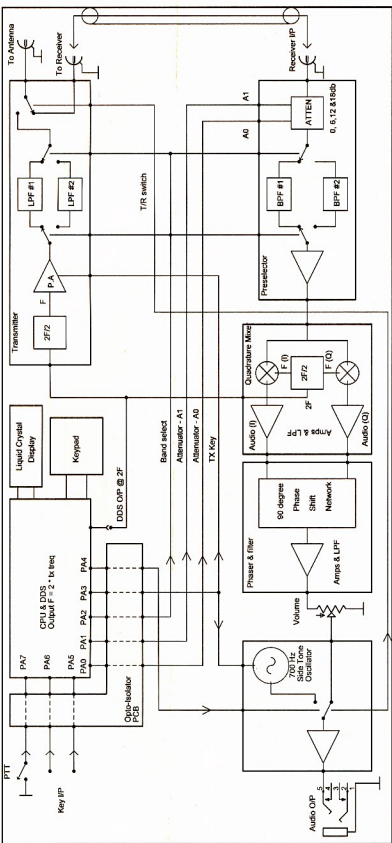 PTT
Key I/P
PA7
PA6
PA5
CPU & DDS
Output F = 2 * tx freq
PA0
PA1
PA2
PA3
PA4
Opto-Isolator
PCB
Liquid Crystal
Display
Keypad
DDS O/P @ 2F
Transmitter
2F/2
F
P.A
LPF #1
LPF #2
To Antenna
To Receiver
T/R switch
Band select
Attenuator - A1
Attenuator - A0
TX Key
A1
A0
Receiver I/P
ATTEN
0, 6,12 &18db
BPF #1
BPF #2
Preselector
Quadrature Mixer
F (I)
2F/2
F (Q)
2F
Audio (I)
Audio (Q)
Amps & LPF
Phaser & filter
90 degree
Phase
Shift
Network
Amps & LPF
Volume
700 Hz
Side Tone
Oscillator
Audio O/P
5
4
3
2
1